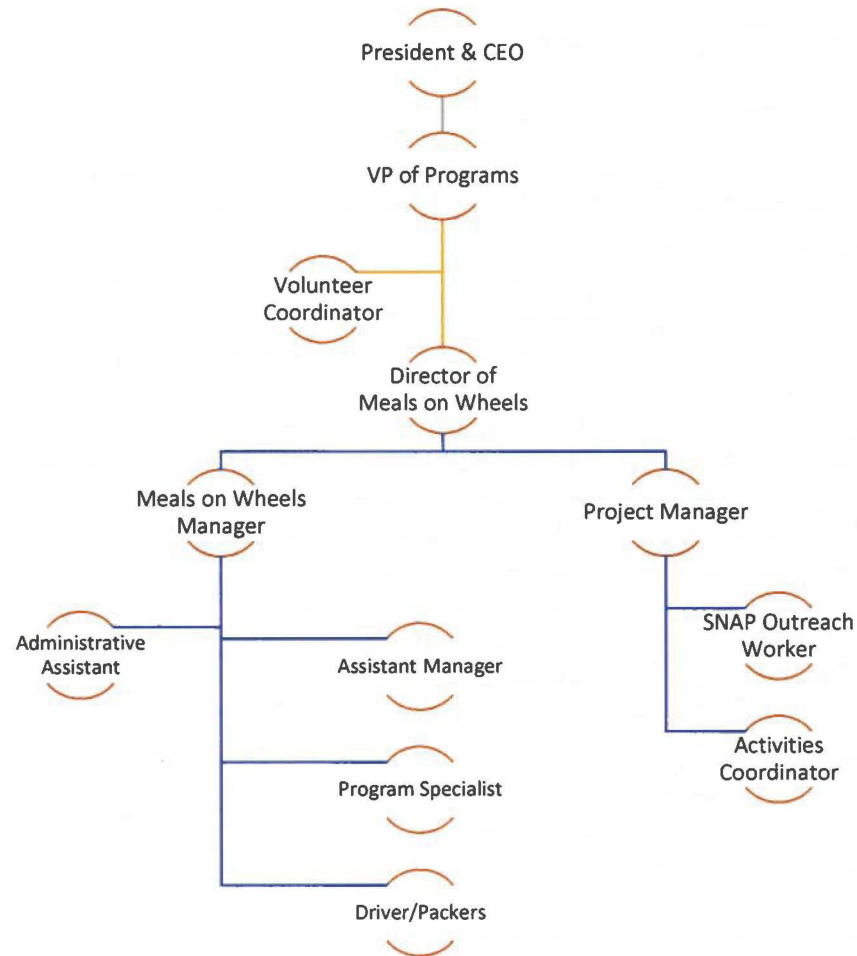 President & CEO
VP of Programs
Volunteer
Coordinator
Director of
Meals on Wheels
Meals on Wheels
Manager
Project Manager
Administrative
Assistant
Assistant Manager
Program Specialist
Driver/Packers
SNAP Outreach
Worker
Activities
Coordinator